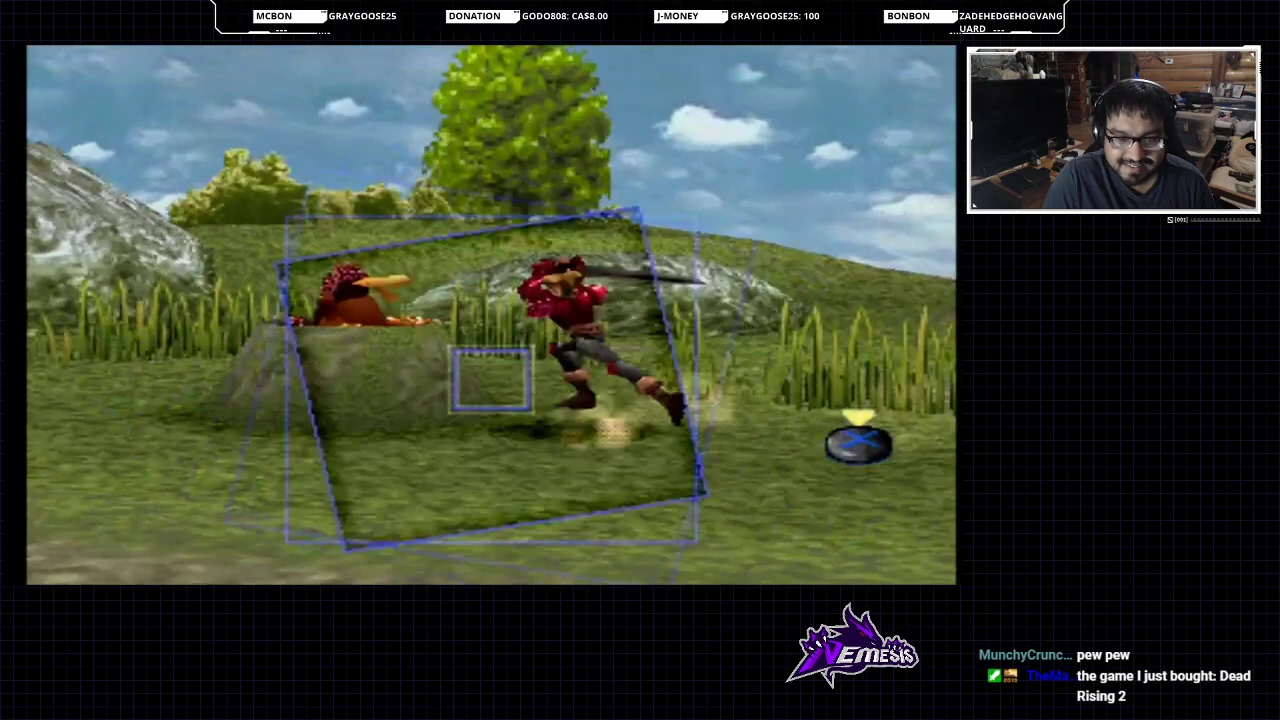 MCBON GRAYGOOSE25 DONATION GODO808: CA$8.00 J-MONEY GRAYGOOSE25: 100 BONBON ZADEHEDGEHOGVANG
--- UARD ---
NEMESIS
MunchyCrunc... pew pew
TheMa... the game I just bought: Dead
Rising 2